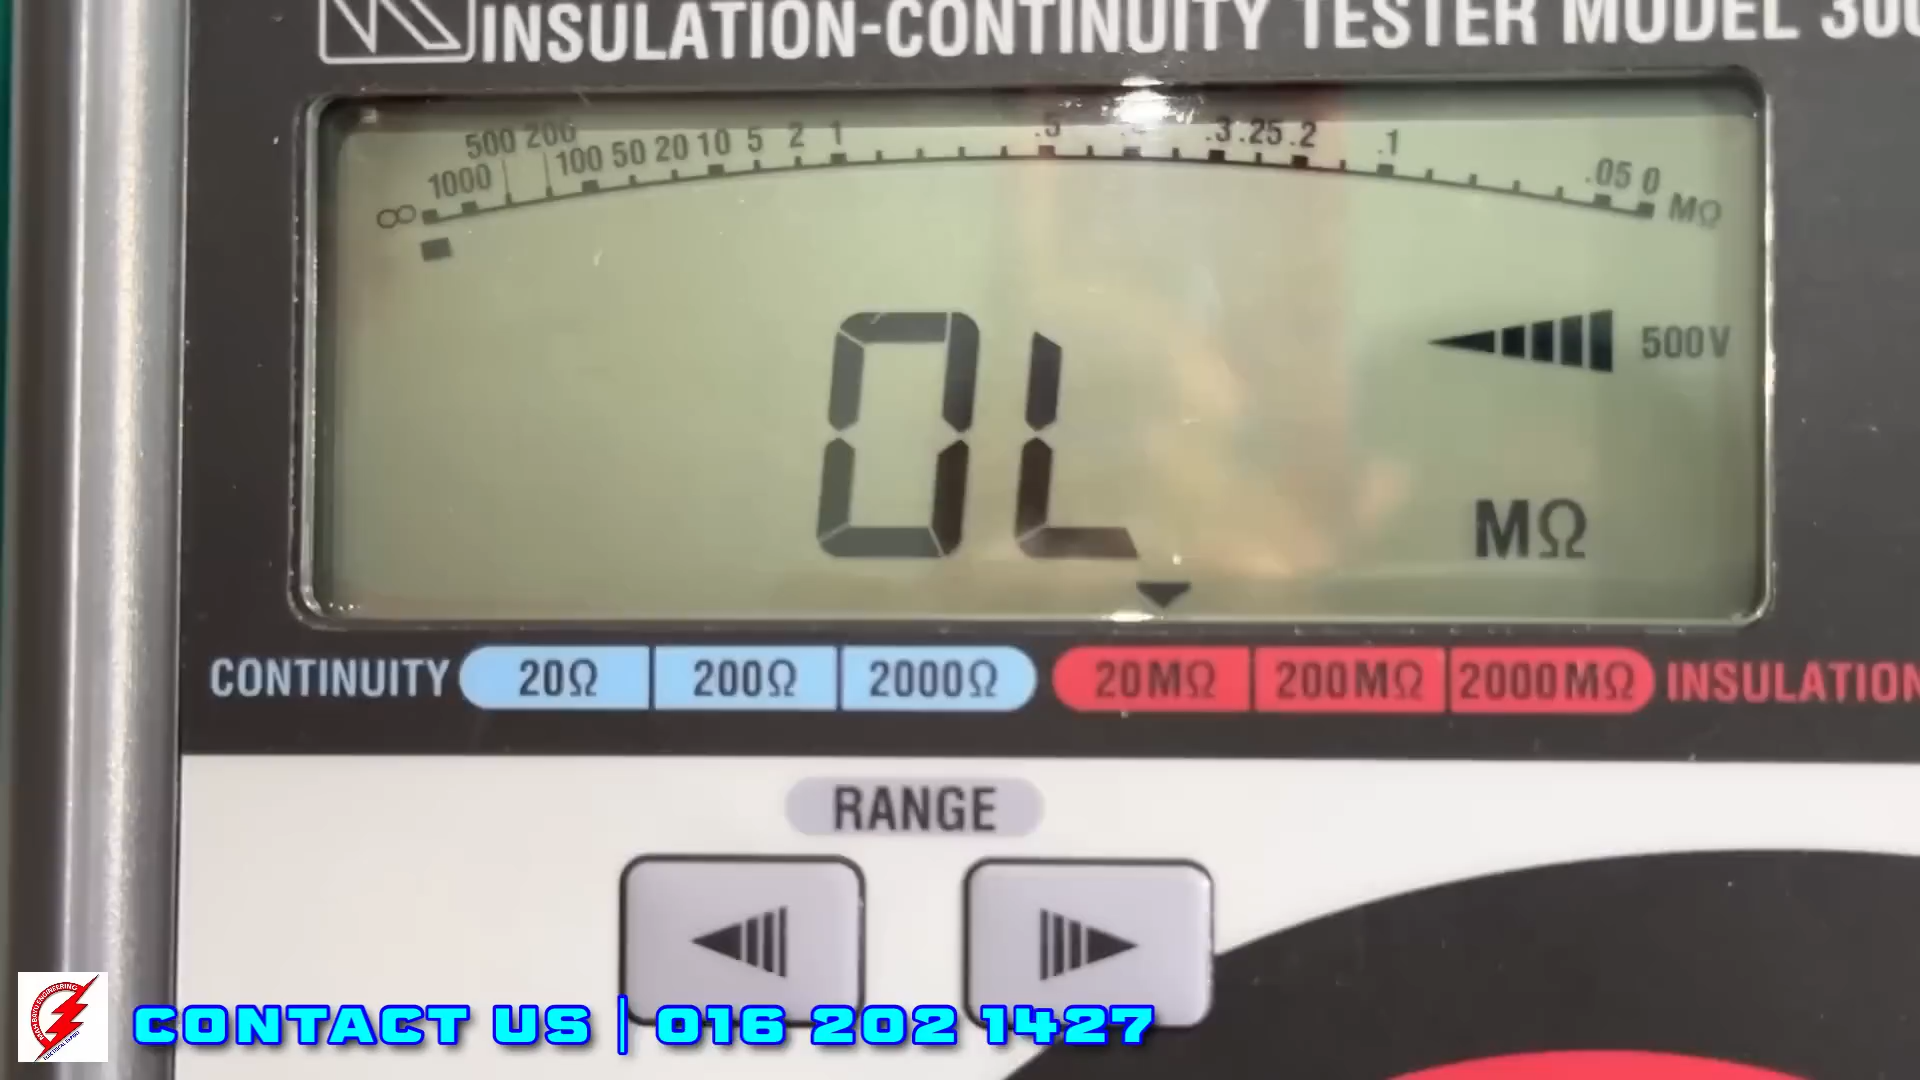 INSULATION-CONTINUITY TESTER MODEL 300
500 200 100 50 20 10 5 2 1 .5 .4 .3 .25 .2 .1 .05 0 MΩ
∞ 1000
500V
OL
MΩ
CONTINUITY 20Ω 200Ω 2000Ω 20MΩ 200MΩ 2000MΩ INSULATION
RANGE
CONTACT US | 016 202 1427